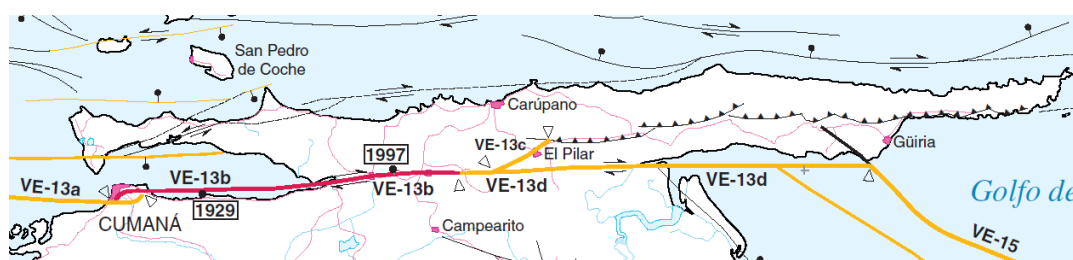 San Pedro
de Coche
Carúpano
1997
VE-13c
El Pilar
Güiria
VE-13a
VE-13b
VE-13b
VE-13d
VE-13d
1929
CUMANÁ
Campearito
Golfo de
VE-15